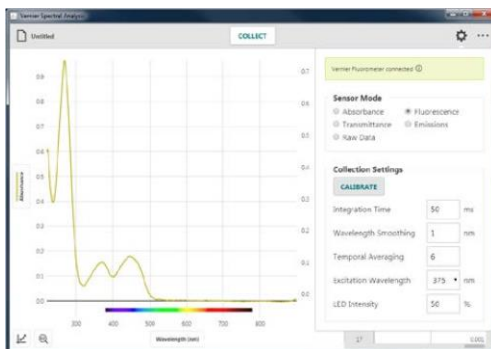 Vernier Spectral Analysis
Untitled
COLLECT
Vernier Fluorometer connected
Sensor Mode
Absorbance
Fluorescence
Transmittance
Emissions
Raw Data
Collection Settings
CALIBRATE
Integration Time 50 ms
Wavelength Smoothing 1 nm
Temporal Averaging 6
Excitation Wavelength 375 nm
LED Intensity 50 %
Absorbance
0.9
0.8
0.7
0.6
0.5
0.4
0.3
0.2
0.1
0.0
0.7
0.6
0.5
0.4
0.3
0.2
0.1
0.0
300 400 500 600 700 800
Wavelength (nm)
17 0.001